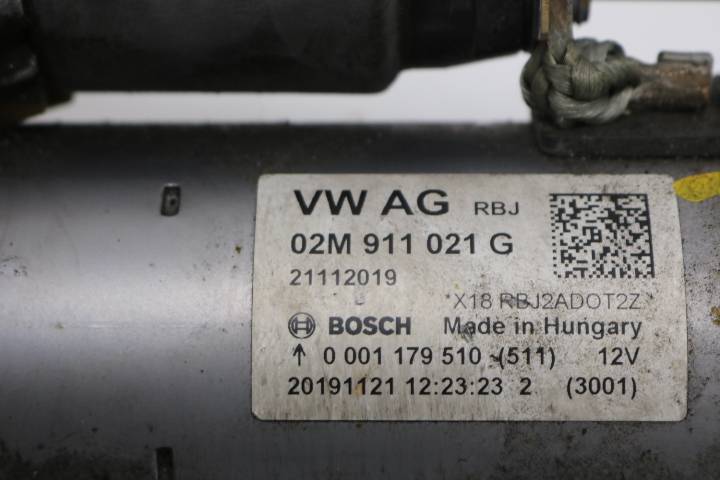 VW AG RBJ
02M 911 021 G
21112019
*X18 RBJ2ADOT2Z*
BOSCH Made in Hungary
↑ 0 001 179 510 (511) 12V
20191121 12:23:23 2 (3001)